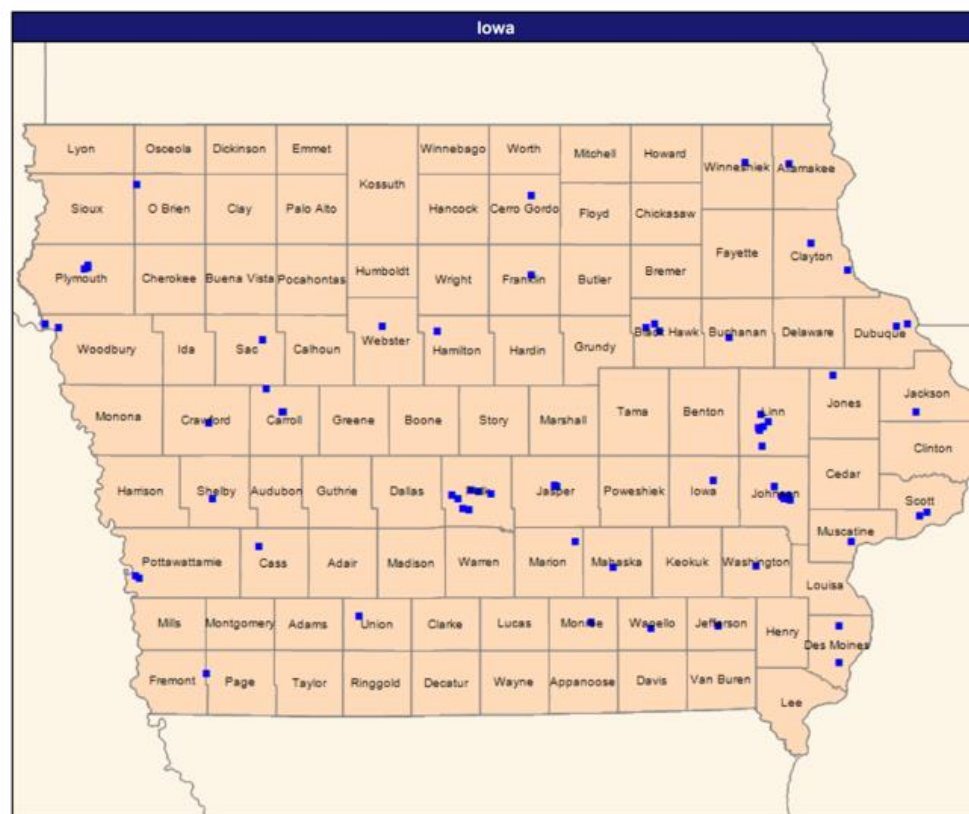 Iowa
Lyon Osceola Dickinson Emmet Winnebago Worth Mitchell Howard Winneshiek Allamakee
Kossuth
Sioux O Brien Clay Palo Alto Hancock Cerro Gordo Floyd Chickasaw
Fayette Clayton
Plymouth Cherokee Buena Vista Pocahontas Humboldt Wright Franklin Butler Bremer
Woodbury Ida Sac Calhoun Webster Hamilton Hardin Grundy Black Hawk Buchanan Delaware Dubuque
Monona Crawford Carroll Greene Boone Story Marshall Tama Benton Linn Jones Jackson
Clinton
Harrison Shelby Audubon Guthrie Dallas Polk Jasper Poweshiek Iowa Johnson Cedar Scott
Muscatine
Pottawattamie Cass Adair Madison Warren Marion Mahaska Keokuk Washington Louisa
Mills Montgomery Adams Union Clarke Lucas Monroe Wapello Jefferson Henry Des Moines
Fremont Page Taylor Ringgold Decatur Wayne Appanoose Davis Van Buren Lee